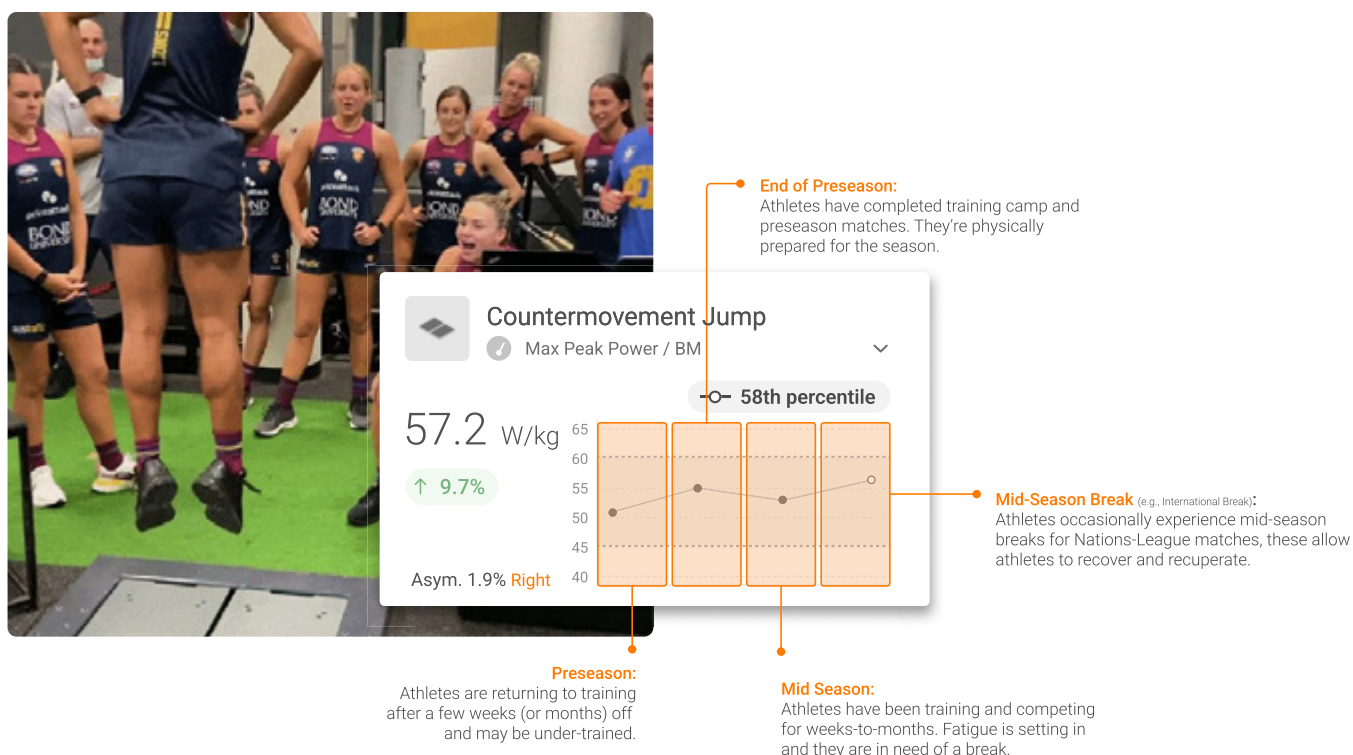 BOND
UNIVERSITY
BOND
UNIVERSITY
BOND
End of Preseason:
Athletes have completed training camp and
preseason matches. They're physically
prepared for the season.
Countermovement Jump
Max Peak Power / BM
58th percentile
57.2 W/kg
9.7%
Asym. 1.9% Right
65
60
55
50
45
40
Mid-Season Break (e.g., International Break):
Athletes occasionally experience mid-season
breaks for Nations-League matches, these allow
athletes to recover and recuperate.
Preseason:
Athletes are returning to training
after a few weeks (or months) off
and may be under-trained.
Mid Season:
Athletes have been training and competing
for weeks-to-months. Fatigue is setting in
and they are in need of a break.